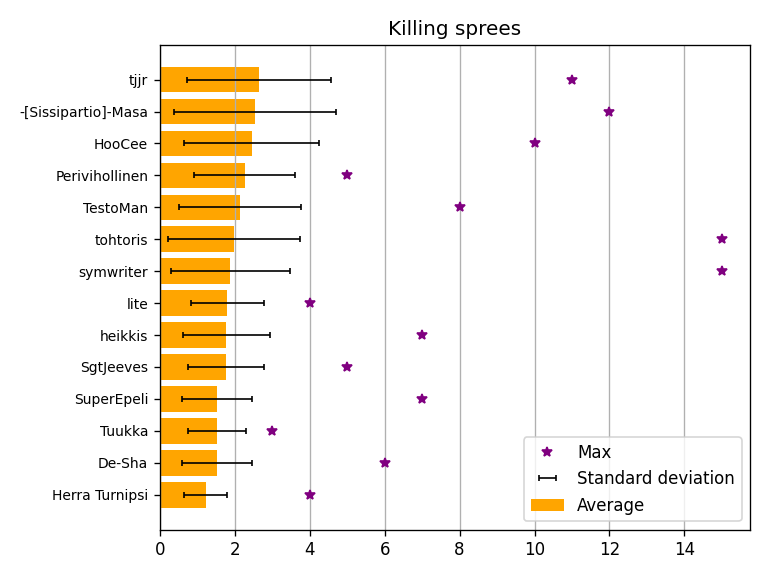 Killing sprees
tjjr
-[Sissipartio]-Masa
HooCee
Perivihollinen
TestoMan
tohtoris
symwriter
lite
heikkis
SgtJeeves
SuperEpeli
Tuukka
De-Sha
Herra Turnipsi
Max
Standard deviation
Average
0 2 4 6 8 10 12 14